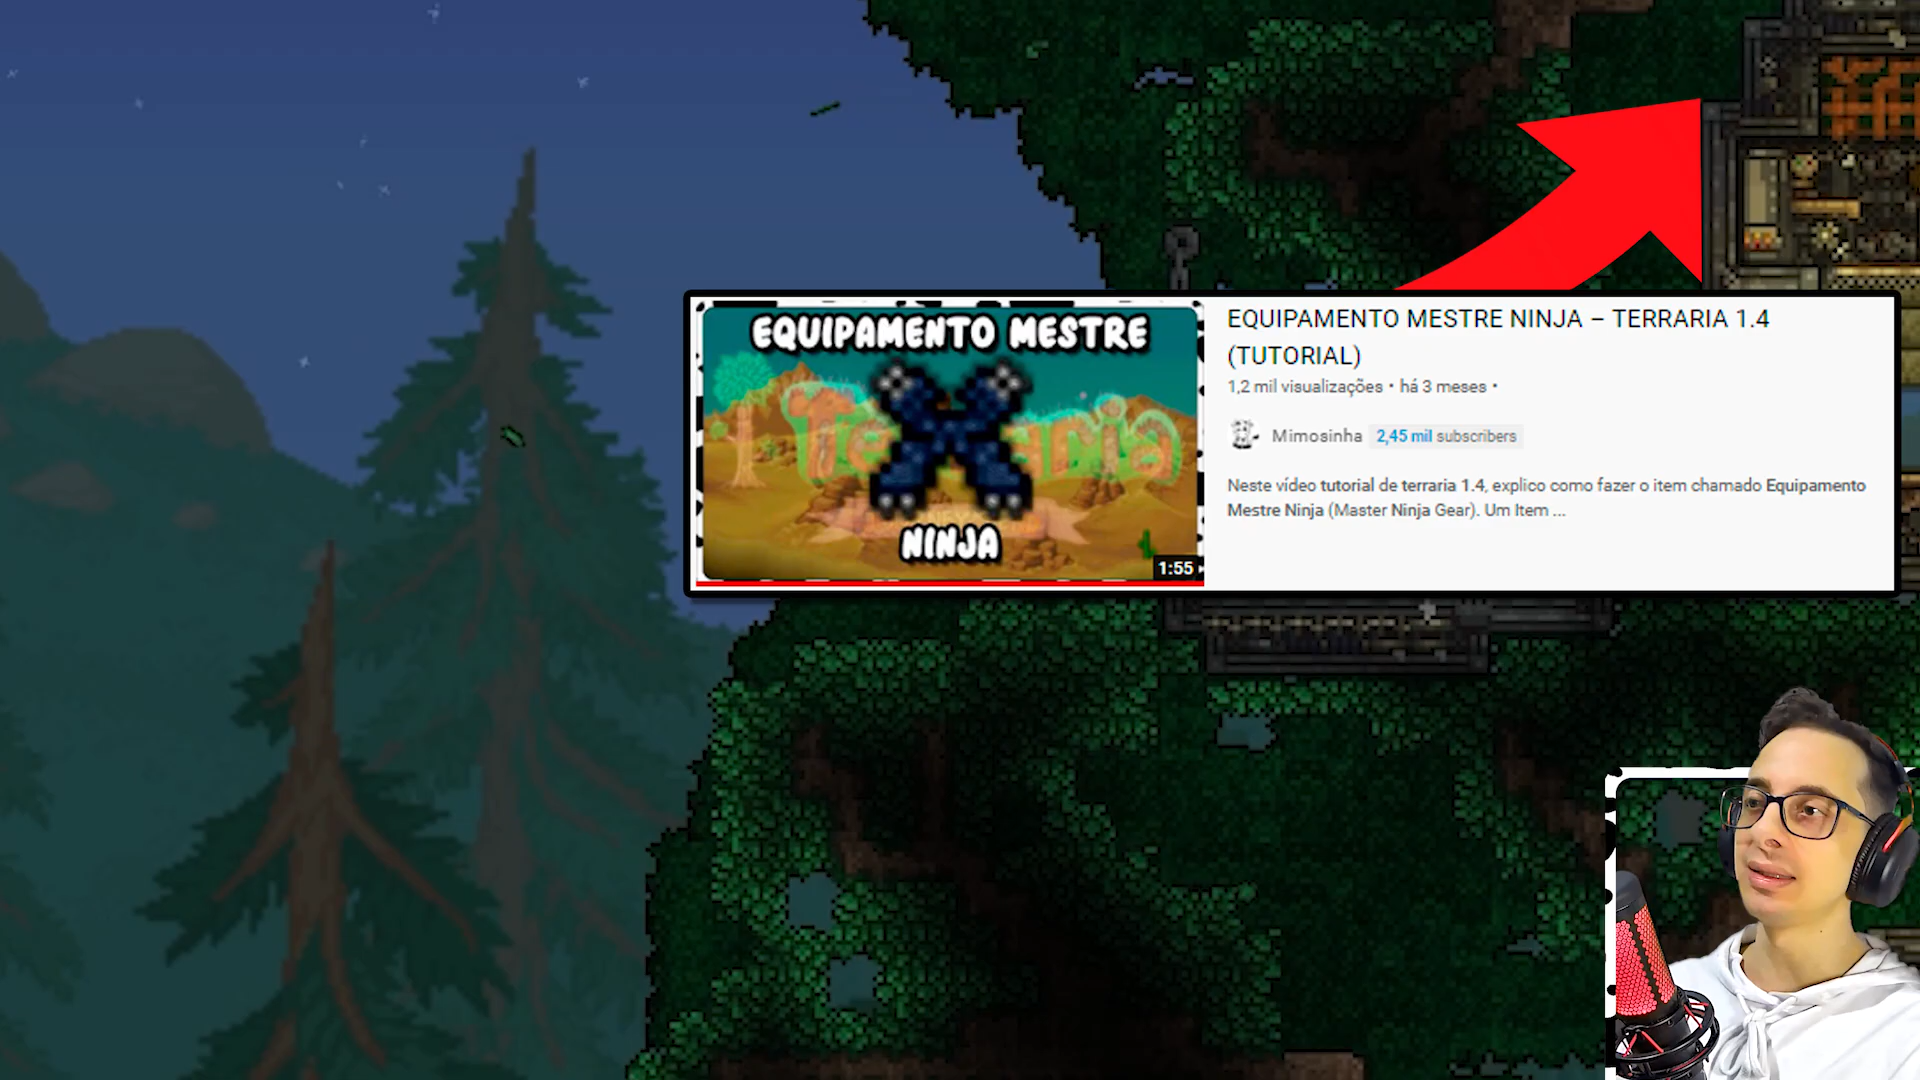 EQUIPAMENTO MESTRE
Terraria
NINJA
1:55
EQUIPAMENTO MESTRE NINJA – TERRARIA 1.4
(TUTORIAL)
1,2 mil visualizações • há 3 meses •
Mimosinha 2,45 mil subscribers
Neste vídeo tutorial de terraria 1.4, explico como fazer o item chamado Equipamento
Mestre Ninja (Master Ninja Gear). Um Item ...